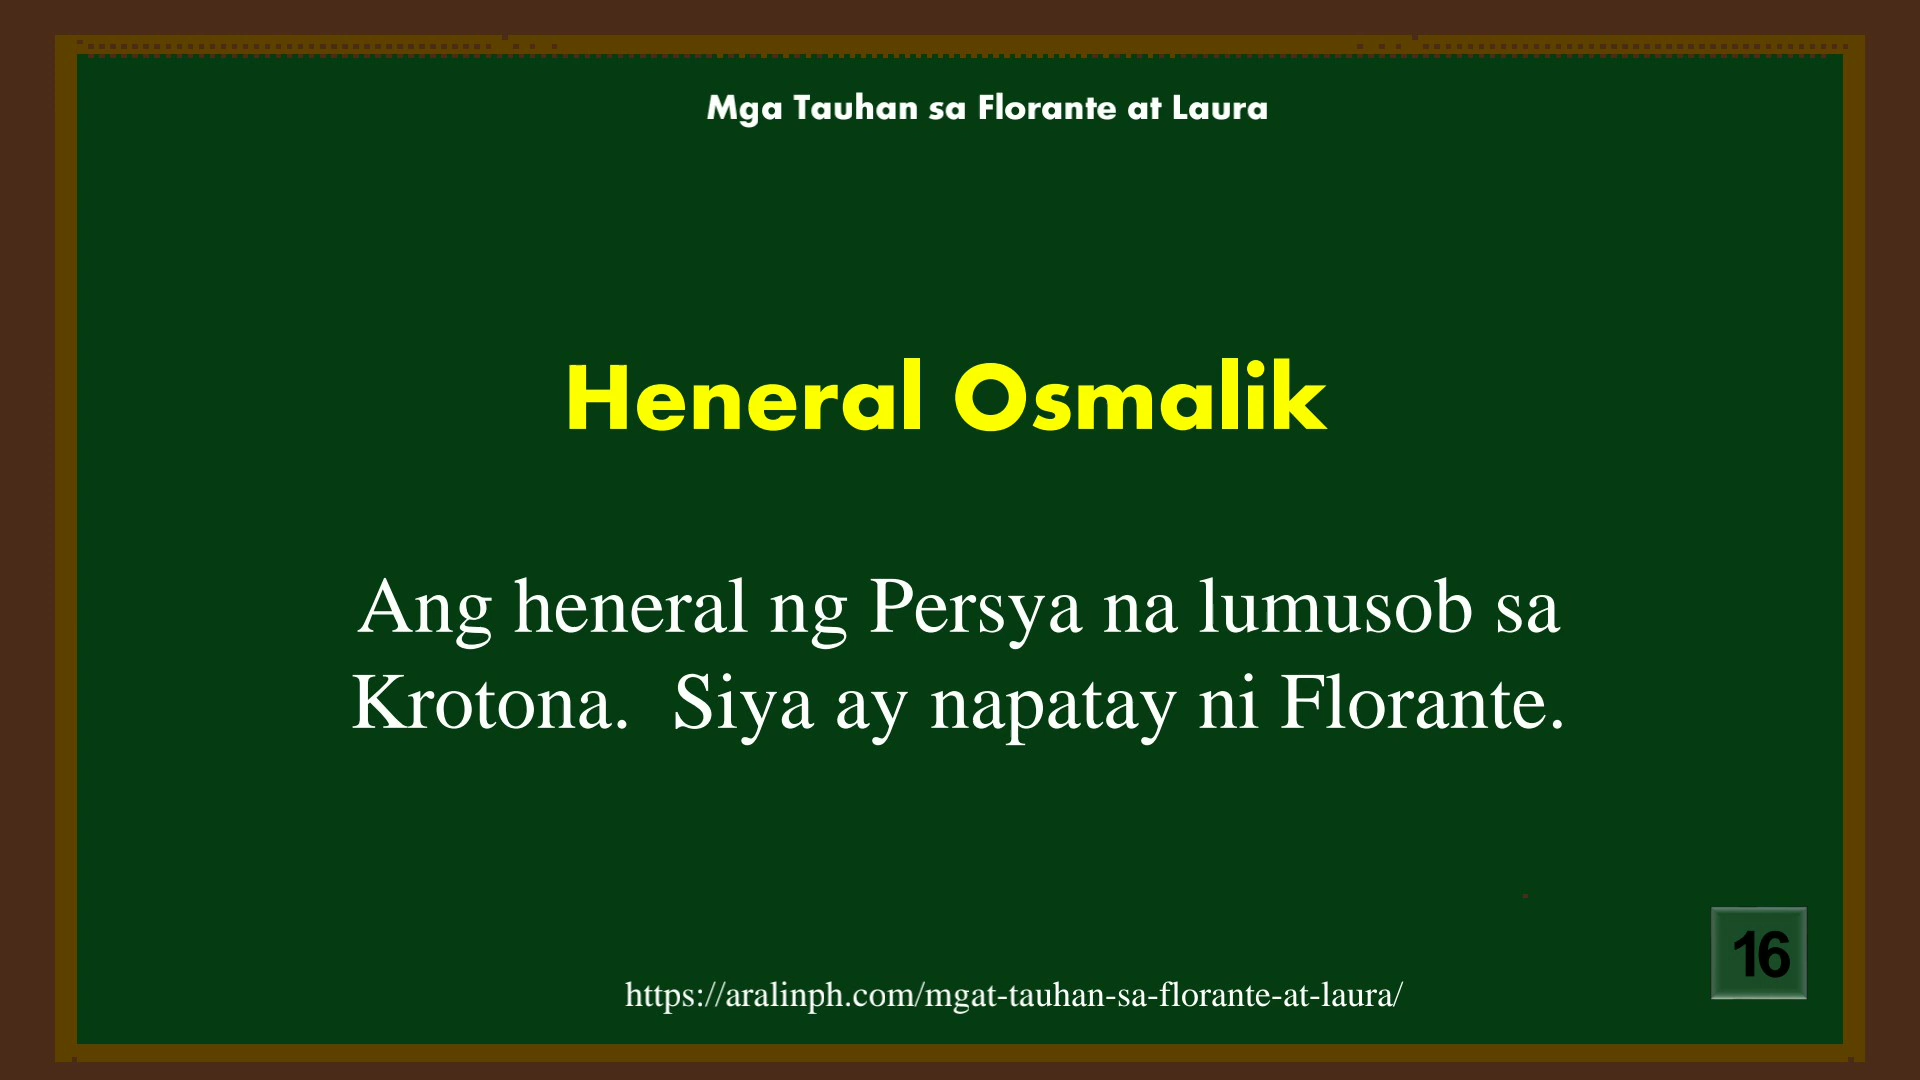 Mga Tauhan sa Florante at Laura
Heneral Osmalik
Ang heneral ng Persya na lumusob sa
Krotona.  Siya ay napatay ni Florante.
16
https://aralinph.com/mgat-tauhan-sa-florante-at-laura/